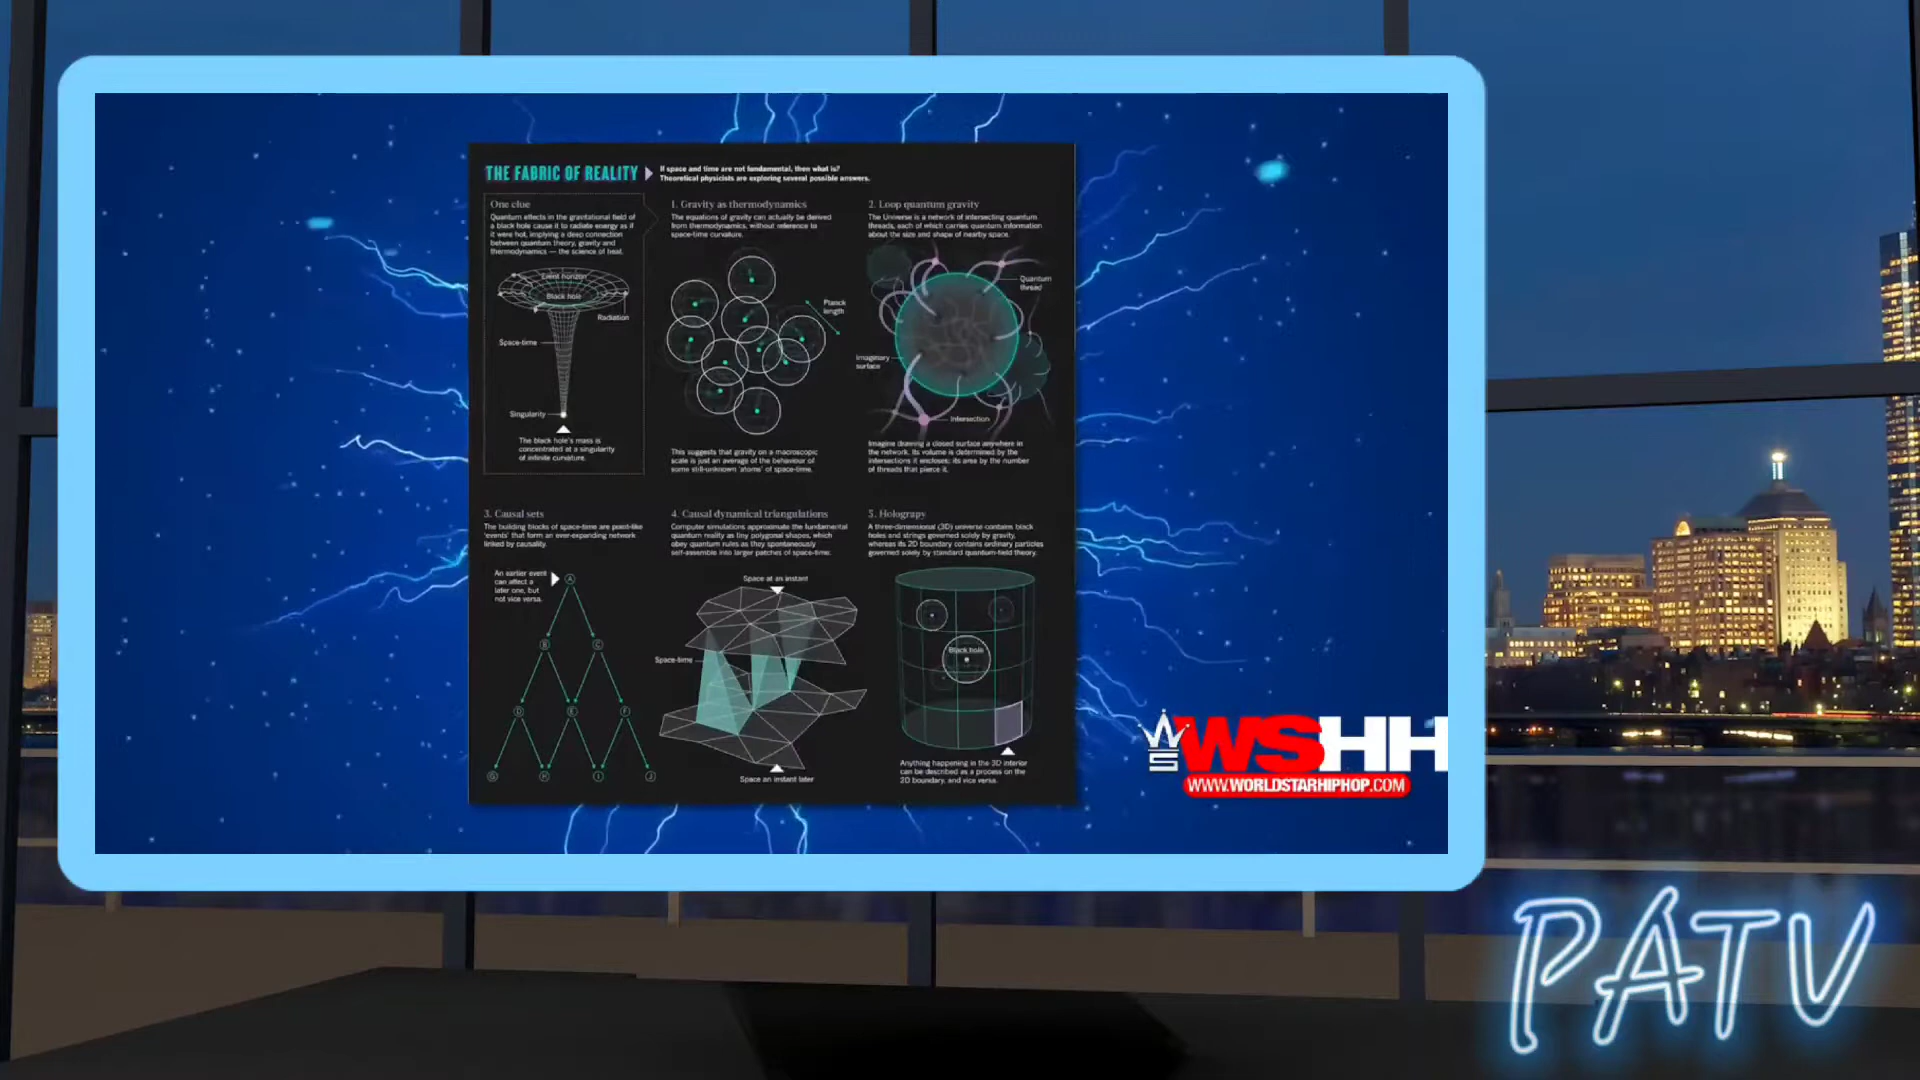 THE FABRIC OF REALITY
If space and time are not fundamental, then what is?
Theoretical physicists are exploring several possible answers.
One clue
Quantum effects in the gravitational field of
a black hole cause it to radiate energy as if
it were hot, implying a deep connection
between quantum theory, gravity and
thermodynamics — the science of heat.
Event horizon
Black hole
Radiation
Space-time
Singularity
The black hole's mass is
concentrated at a singularity
of infinite curvature.
1. Gravity as thermodynamics
The equations of gravity can actually be derived
from thermodynamics, without reference to
space-time curvature.
Planck
length
This suggests that gravity on a macroscopic
scale is just an average of the behaviour of
some still-unknown 'atoms' of space-time.
2. Loop quantum gravity
The Universe is a network of intersecting quantum
threads, each of which carries quantum information
about the size and shape of nearby space.
Quantum
thread
Imaginary
surface
Intersection
Imagine drawing a closed surface anywhere in
the network. Its volume is determined by the
intersections it encloses; its area by the number
of threads that pierce it.
3. Causal sets
The building blocks of space-time are point-like
'events' that form an ever-expanding network
linked by causality.
An earlier event
can affect a
later one, but
not vice versa.
A
B C
D E F
G H I J
4. Causal dynamical triangulations
Computer simulations approximate the fundamental
quantum reality as tiny polygonal shapes, which
obey quantum rules as they spontaneously
self-assemble into larger patches of space-time.
Space at an instant
Space-time
Space an instant later
5. Holograpy
A three-dimensional (3D) universe contains black
holes and strings governed solely by gravity,
whereas its 2D boundary contains ordinary particles
governed solely by standard quantum-field theory.
Black hole
Anything happening in the 3D interior
can be described as a process on the
2D boundary, and vice versa.
WSHH
WWW.WORLDSTARHIPHOP.COM
PATV